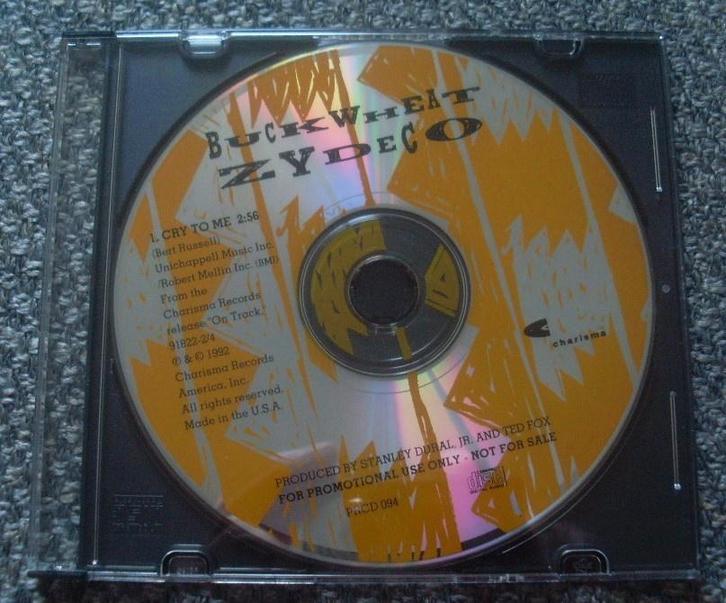 BUCKWHEAT
ZYDECO
1. CRY TO ME 2:56
(Bert Russell)
Unichappell Music Inc.
/Robert Mellin Inc. (BMI)
From the
Charisma Records
release "On Track,"
91822-2/4
℗ & © 1992
Charisma Records
America, Inc.
All rights reserved.
Made in the U.S.A.
charisma
PRODUCED BY STANLEY DURAL, JR. AND TED FOX
FOR PROMOTIONAL USE ONLY - NOT FOR SALE
disc
PRCD 094